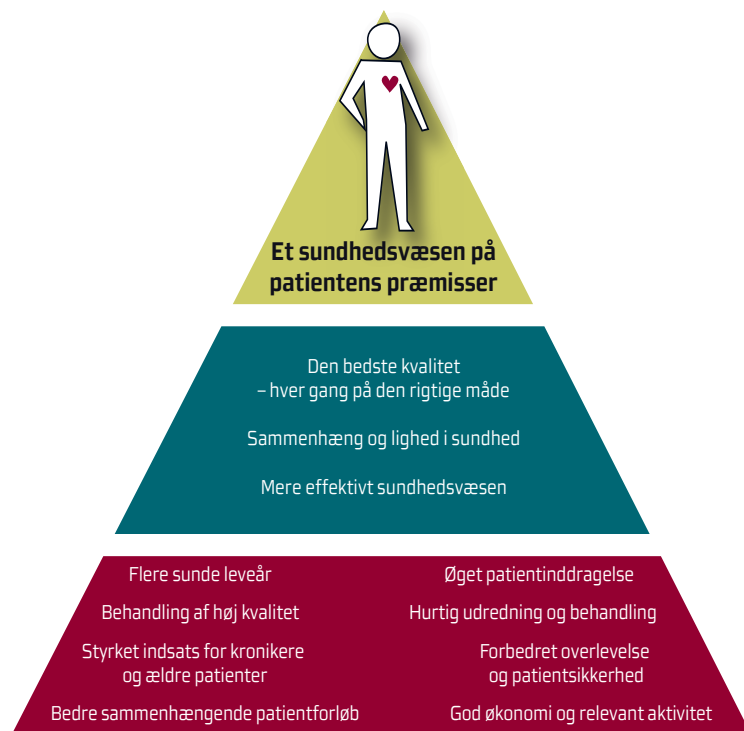 Et sundhedsvæsen på
patientens præmisser
Den bedste kvalitet
– hver gang på den rigtige måde
Sammenhæng og lighed i sundhed
Mere effektivt sundhedsvæsen
Flere sunde leveår
Behandling af høj kvalitet
Styrket indsats for kronikere
og ældre patienter
Bedre sammenhængende patientforløb
Øget patientinddragelse
Hurtig udredning og behandling
Forbedret overlevelse
og patientsikkerhed
God økonomi og relevant aktivitet